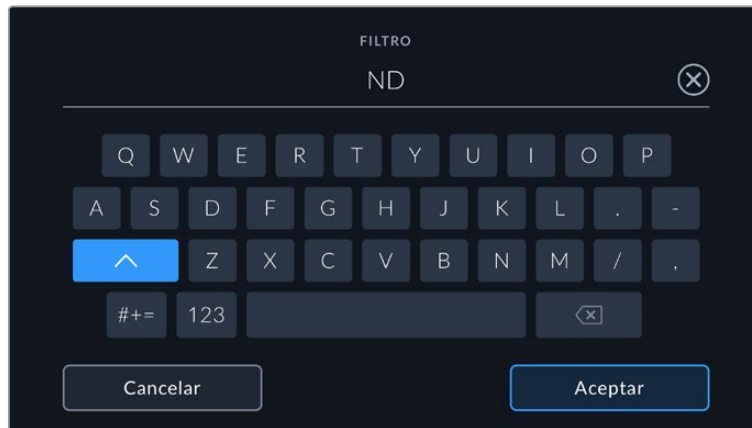 FILTRO
ND
Q W E R T Y U I O P
A S D F G H J K L . -
Z X C V B N M / ,
#+= 123
Cancelar Aceptar